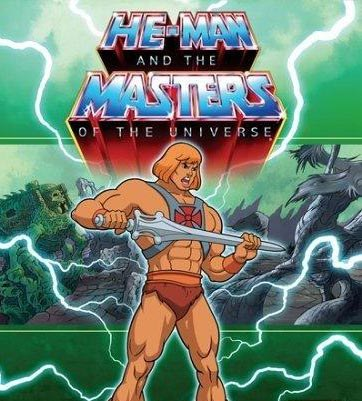 HE-MAN
AND THE
MASTERS
OF THE UNIVERSE